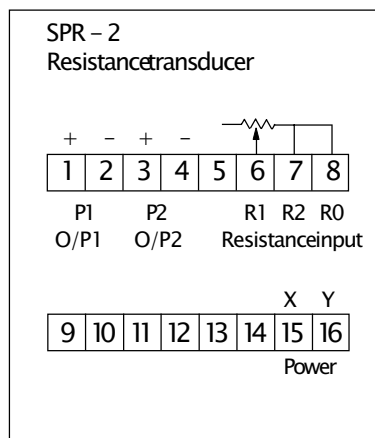 SPR – 2
Resistancetransducer
+ – + –
1 2 3 4 5 6 7 8
P1 P2 R1 R2 R0
O/P1 O/P2 Resistanceinput
X Y
9 10 11 12 13 14 15 16
Power